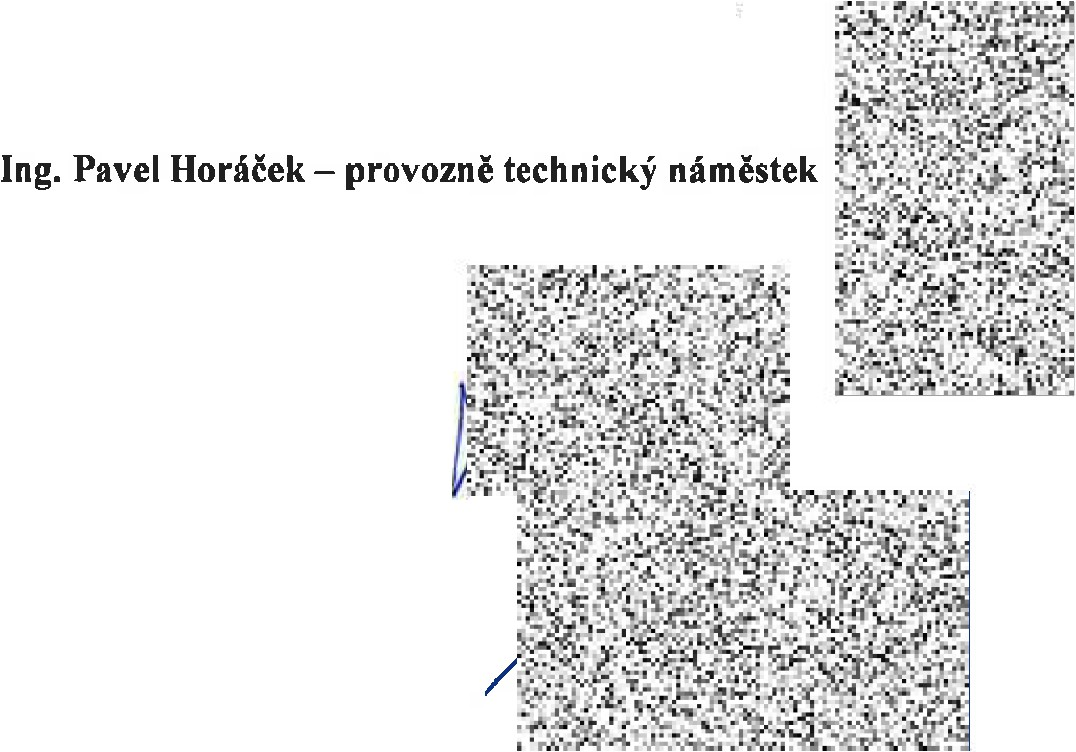 Ing. Pavel Horáček – provozně technický náměstek